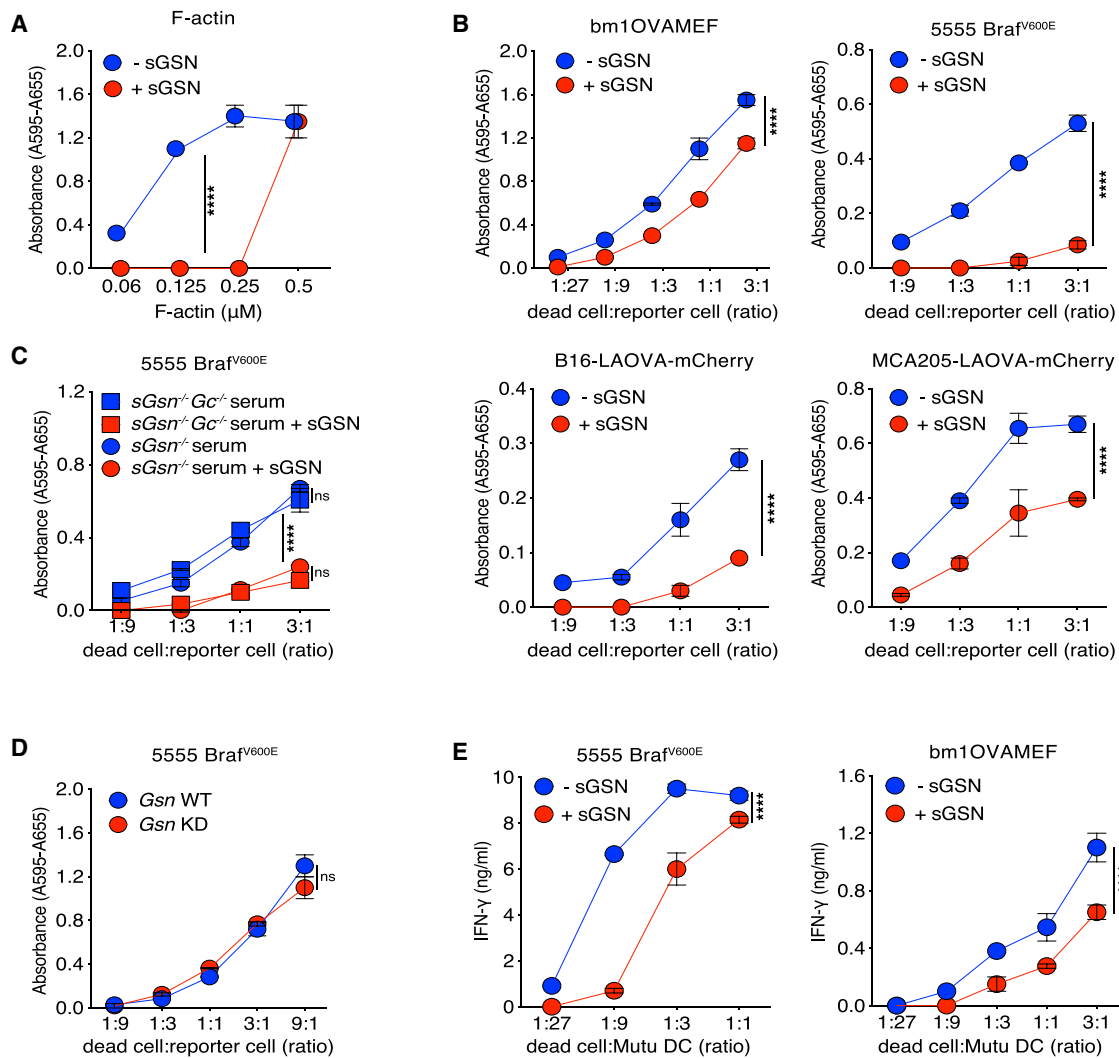 A
F-actin
Absorbance (A595-A655)
2.0
1.6
1.2
0.8
0.4
0.0
- sGSN
+ sGSN
****
0.06
0.125
0.25
0.5
F-actin (μM)
B
bm1OVAMEF
Absorbance (A595-A655)
2.0
1.6
1.2
0.8
0.4
0.0
- sGSN
+ sGSN
****
1:27
1:9
1:3
1:1
3:1
dead cell:reporter cell (ratio)
5555 BrafV600E
Absorbance (A595-A655)
0.8
0.6
0.4
0.2
0.0
- sGSN
+ sGSN
****
1:9
1:3
1:1
3:1
dead cell:reporter cell (ratio)
C
5555 BrafV600E
Absorbance (A595-A655)
1.2
0.8
0.4
0.0
sGsn-/- Gc-/- serum
sGsn-/- Gc-/- serum + sGSN
sGsn-/- serum
sGsn-/- serum + sGSN
ns
****
ns
1:9
1:3
1:1
3:1
dead cell:reporter cell (ratio)
B16-LAOVA-mCherry
Absorbance (A595-A655)
0.4
0.3
0.2
0.1
0.0
- sGSN
+ sGSN
****
1:9
1:3
1:1
3:1
dead cell:reporter cell (ratio)
MCA205-LAOVA-mCherry
Absorbance (A595-A655)
0.8
0.6
0.4
0.2
0.0
- sGSN
+ sGSN
****
1:9
1:3
1:1
3:1
dead cell:reporter cell (ratio)
D
5555 BrafV600E
Absorbance (A595-A655)
2.0
1.6
1.2
0.8
0.4
0.0
Gsn WT
Gsn KD
ns
1:9
1:3
1:1
3:1
9:1
dead cell:reporter cell (ratio)
E
5555 BrafV600E
IFN-γ (ng/ml)
10
8
6
4
2
0
- sGSN
+ sGSN
****
1:27
1:9
1:3
1:1
dead cell:Mutu DC (ratio)
bm1OVAMEF
IFN-γ (ng/ml)
1.6
1.2
0.8
0.4
0.0
- sGSN
+ sGSN
1:27
1:9
1:3
1:1
3:1
dead cell:Mutu DC (ratio)